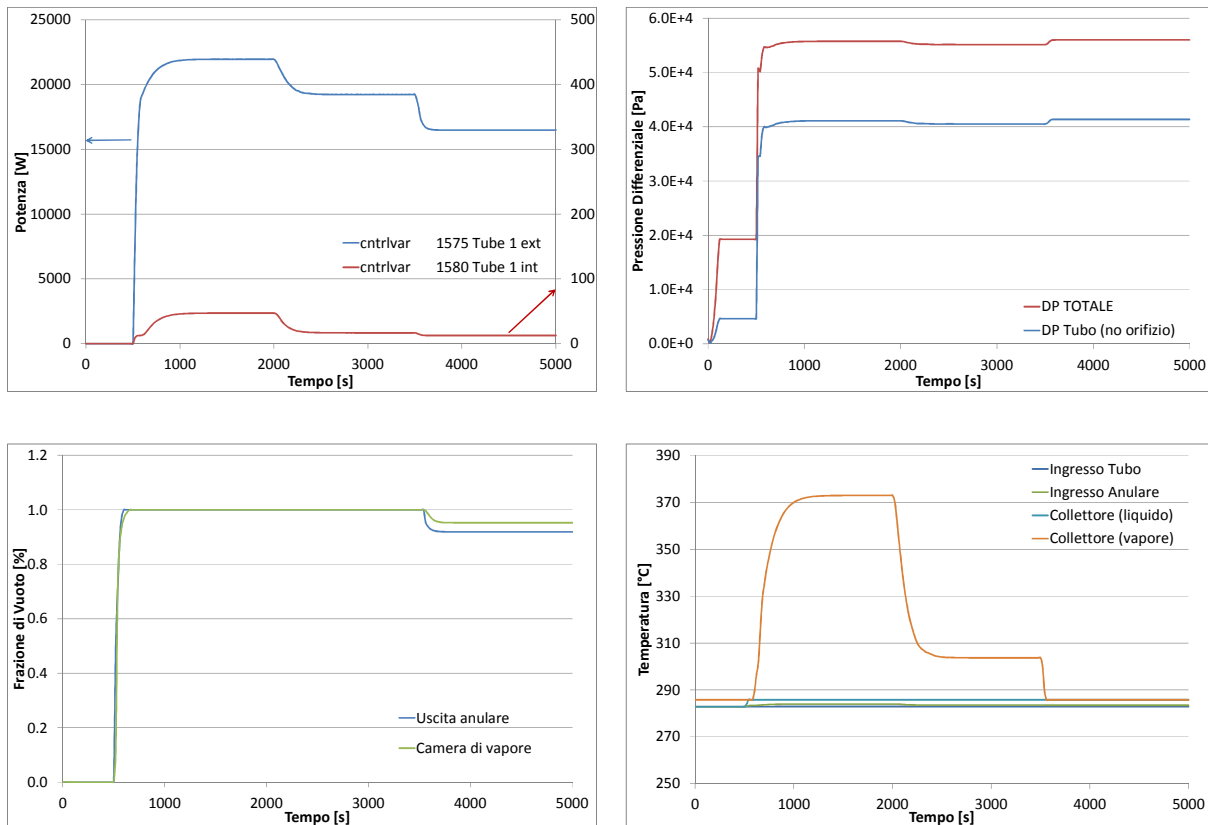 25000
20000
15000
10000
5000
0
500
400
300
200
100
0
0
1000
2000
3000
4000
5000
Potenza [W]
Tempo [s]
cntrlvar 1575 Tube 1 ext
cntrlvar 1580 Tube 1 int
6.0E+4
5.0E+4
4.0E+4
3.0E+4
2.0E+4
1.0E+4
0.0E+0
0
1000
2000
3000
4000
5000
Pressione Differenziale [Pa]
Tempo [s]
DP TOTALE
DP Tubo (no orifizio)
1.2
1.0
0.8
0.6
0.4
0.2
0.0
0
1000
2000
3000
4000
5000
Frazione di Vuoto [%]
Tempo [s]
Uscita anulare
Camera di vapore
390
370
350
330
310
290
270
250
0
1000
2000
3000
4000
5000
Temperatura [°C]
Tempo [s]
Ingresso Tubo
Ingresso Anulare
Collettore (liquido)
Collettore (vapore)